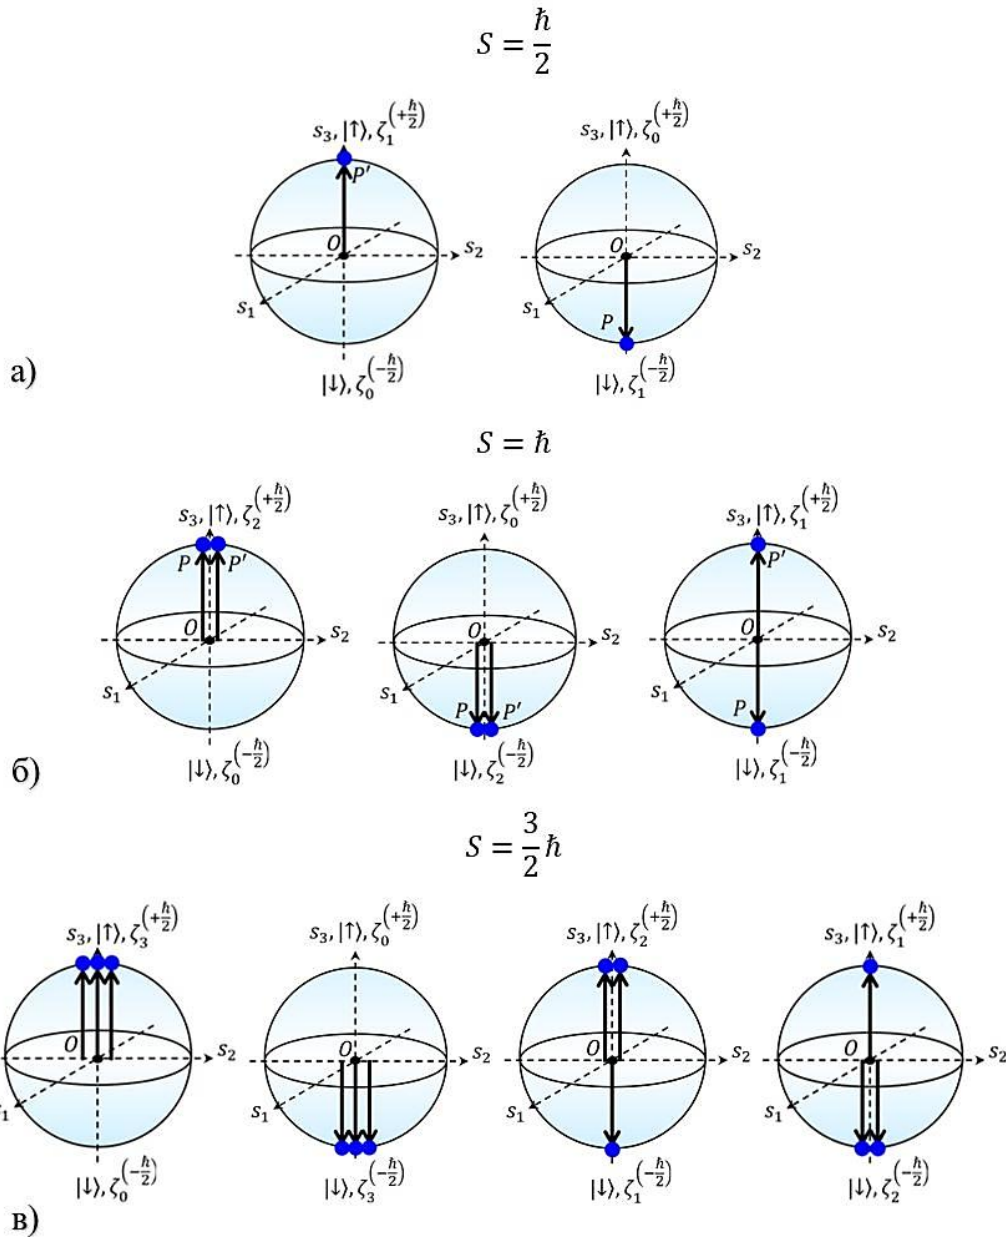 S = ħ/2
s₃, |↑⟩, ζ₁^(+ħ/2) s₃, |↑⟩, ζ₀^(+ħ/2)
P′
O s₂ O s₂
s₁ s₁
P
а) |↓⟩, ζ₀^(−ħ/2) |↓⟩, ζ₁^(−ħ/2)
S = ħ
s₃, |↑⟩, ζ₂^(+ħ/2) s₃, |↑⟩, ζ₀^(+ħ/2) s₃, |↑⟩, ζ₁^(+ħ/2)
P P′ P′
O s₂ O s₂ O s₂
s₁ s₁ s₁
P P′ P
б) |↓⟩, ζ₀^(−ħ/2) |↓⟩, ζ₂^(−ħ/2) |↓⟩, ζ₁^(−ħ/2)
S = 3/2 ħ
s₃, |↑⟩, ζ₃^(+ħ/2) s₃, |↑⟩, ζ₀^(+ħ/2) s₃, |↑⟩, ζ₂^(+ħ/2) s₃, |↑⟩, ζ₁^(+ħ/2)
O s₂ O s₂ O s₂ O s₂
s₁ s₁ s₁ s₁
|↓⟩, ζ₀^(−ħ/2) |↓⟩, ζ₃^(−ħ/2) |↓⟩, ζ₁^(−ħ/2) |↓⟩, ζ₂^(−ħ/2)
в)